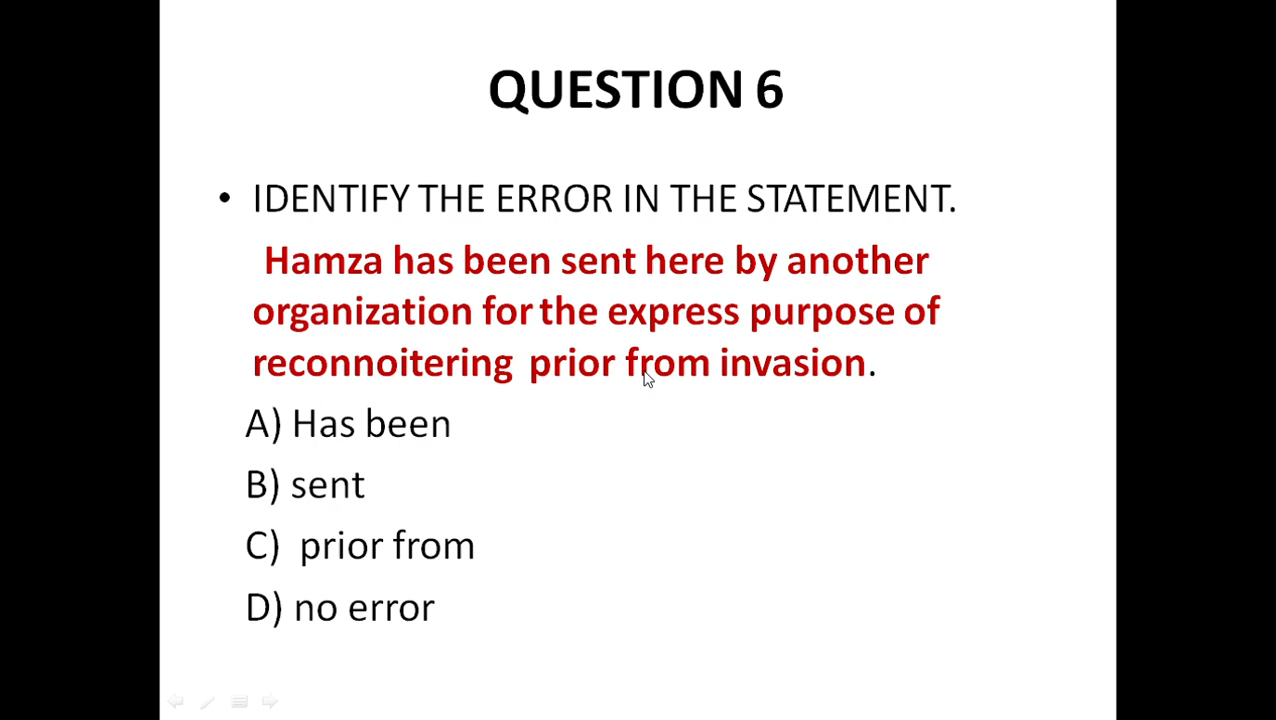 QUESTION 6
• IDENTIFY THE ERROR IN THE STATEMENT.
Hamza has been sent here by another
organization for the express purpose of
reconnoitering prior from invasion.
A) Has been
B) sent
C) prior from
D) no error